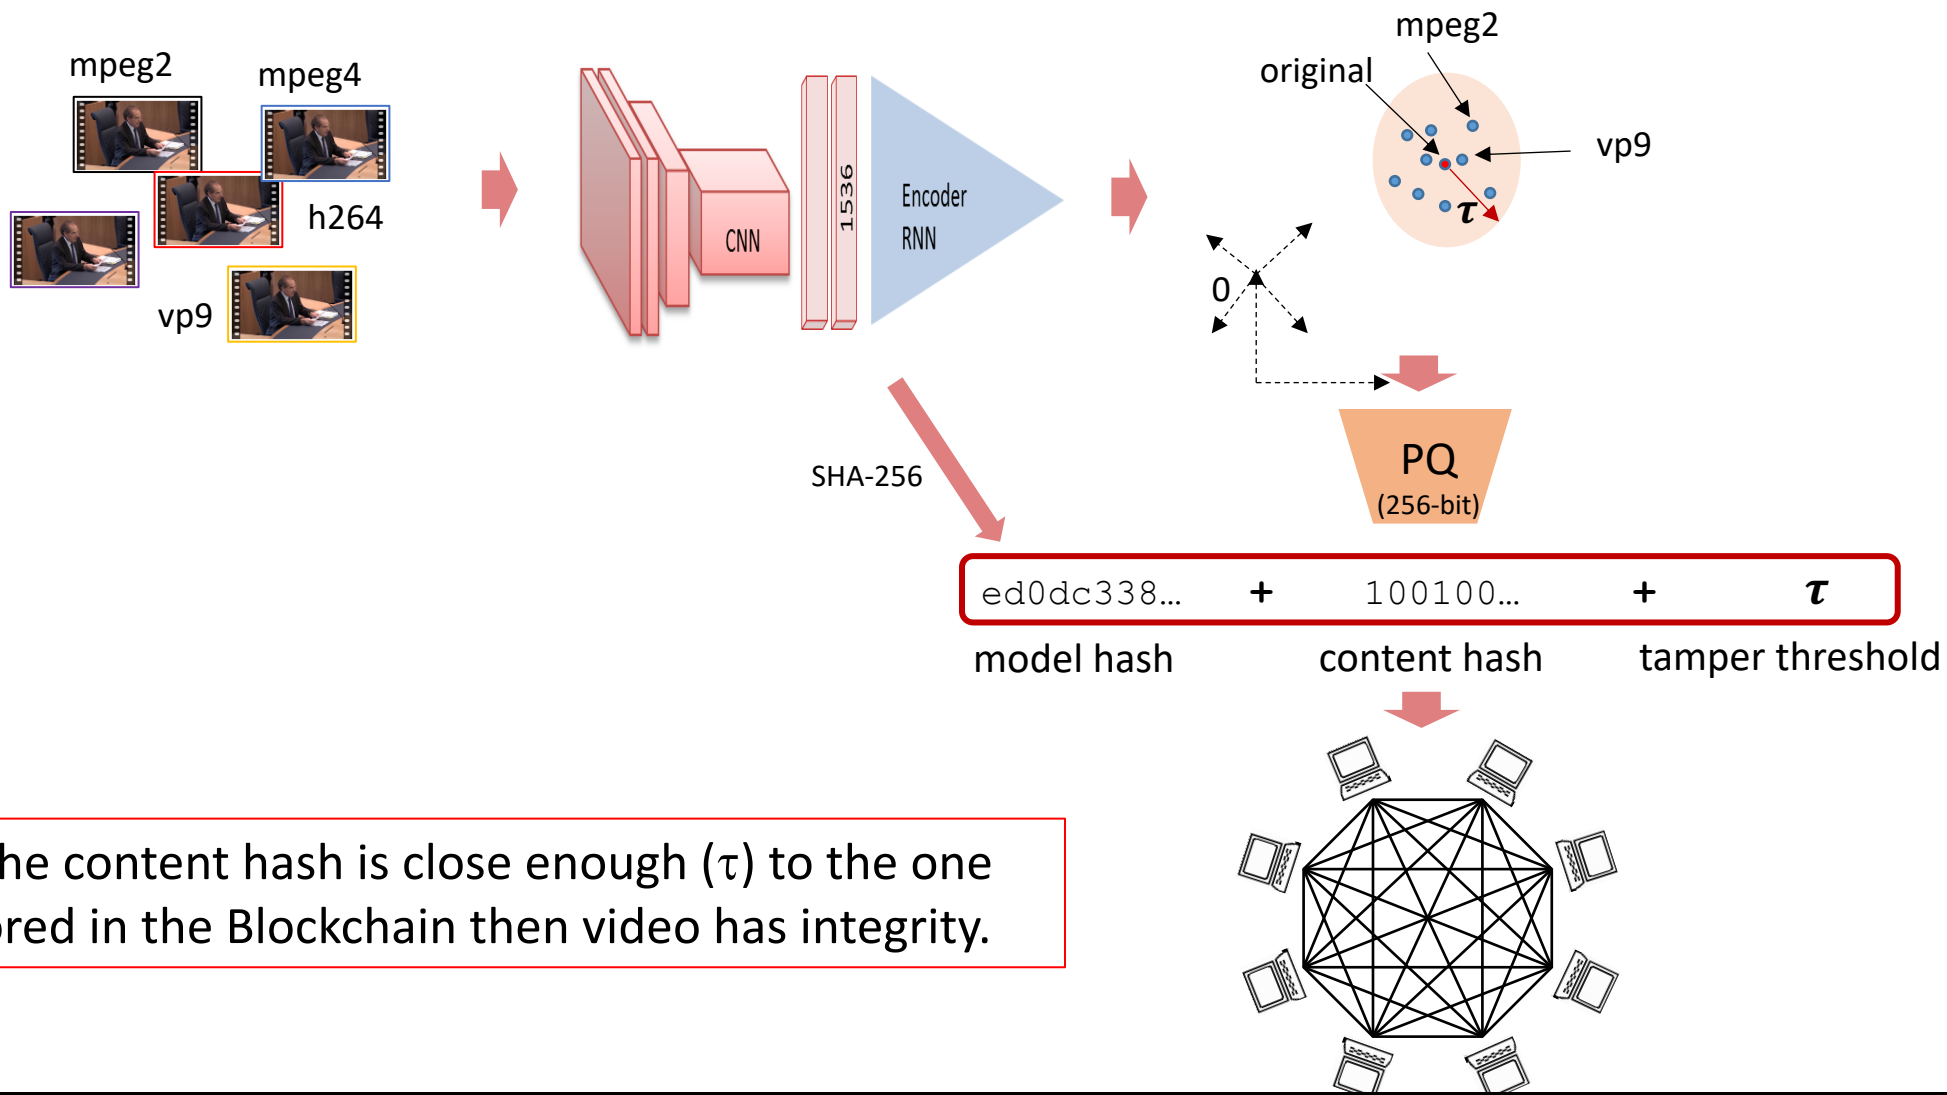 mpeg2
mpeg4
h264
vp9
CNN
1536
Encoder
RNN
mpeg2
original
vp9
τ
0
SHA-256
PQ
(256-bit)
ed0dc338… + 100100… + τ
model hash content hash tamper threshold
he content hash is close enough (τ) to the one
ored in the Blockchain then video has integrity.